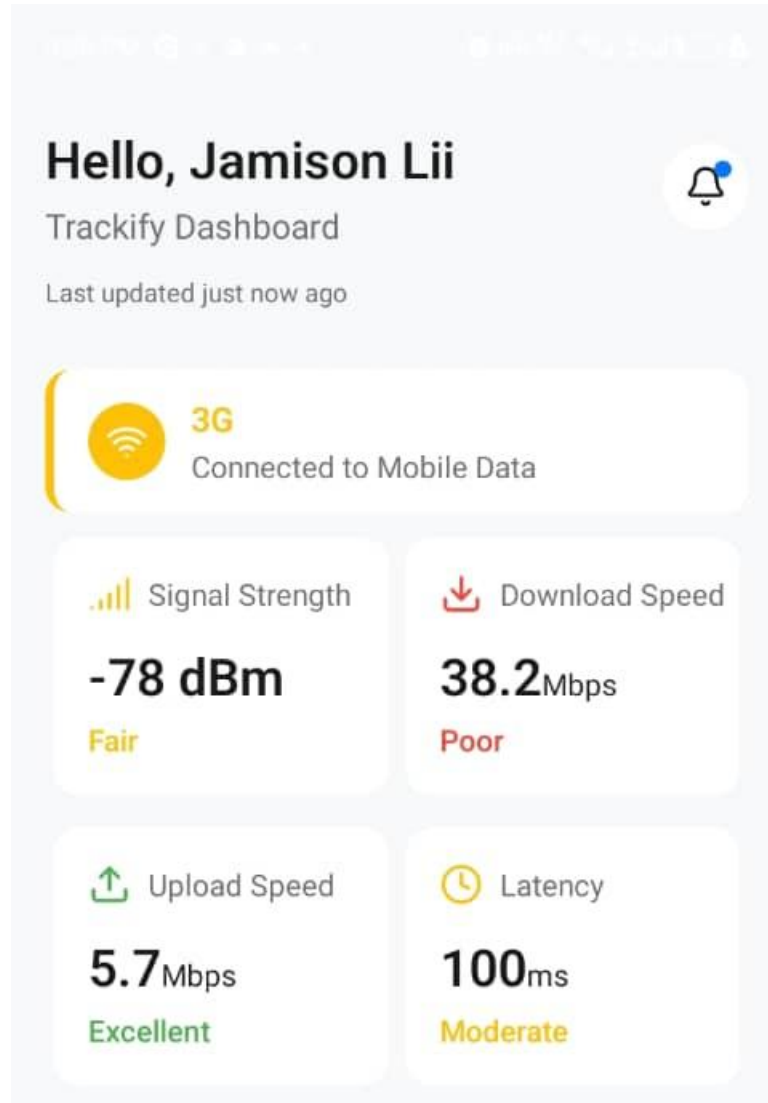 Hello, Jamison Lii
Trackify Dashboard
Last updated just now ago
3G
Connected to Mobile Data
Signal Strength
-78 dBm
Fair
Download Speed
38.2Mbps
Poor
Upload Speed
5.7Mbps
Excellent
Latency
100ms
Moderate